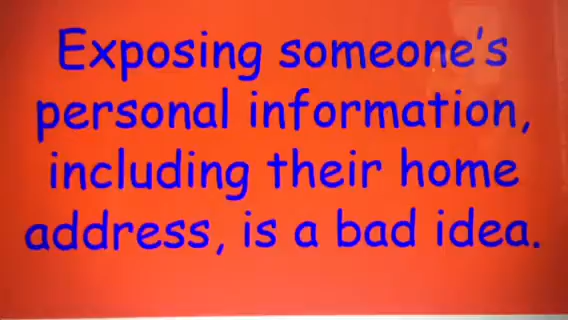 Exposing someone's
personal information,
including their home
address, is a bad idea.